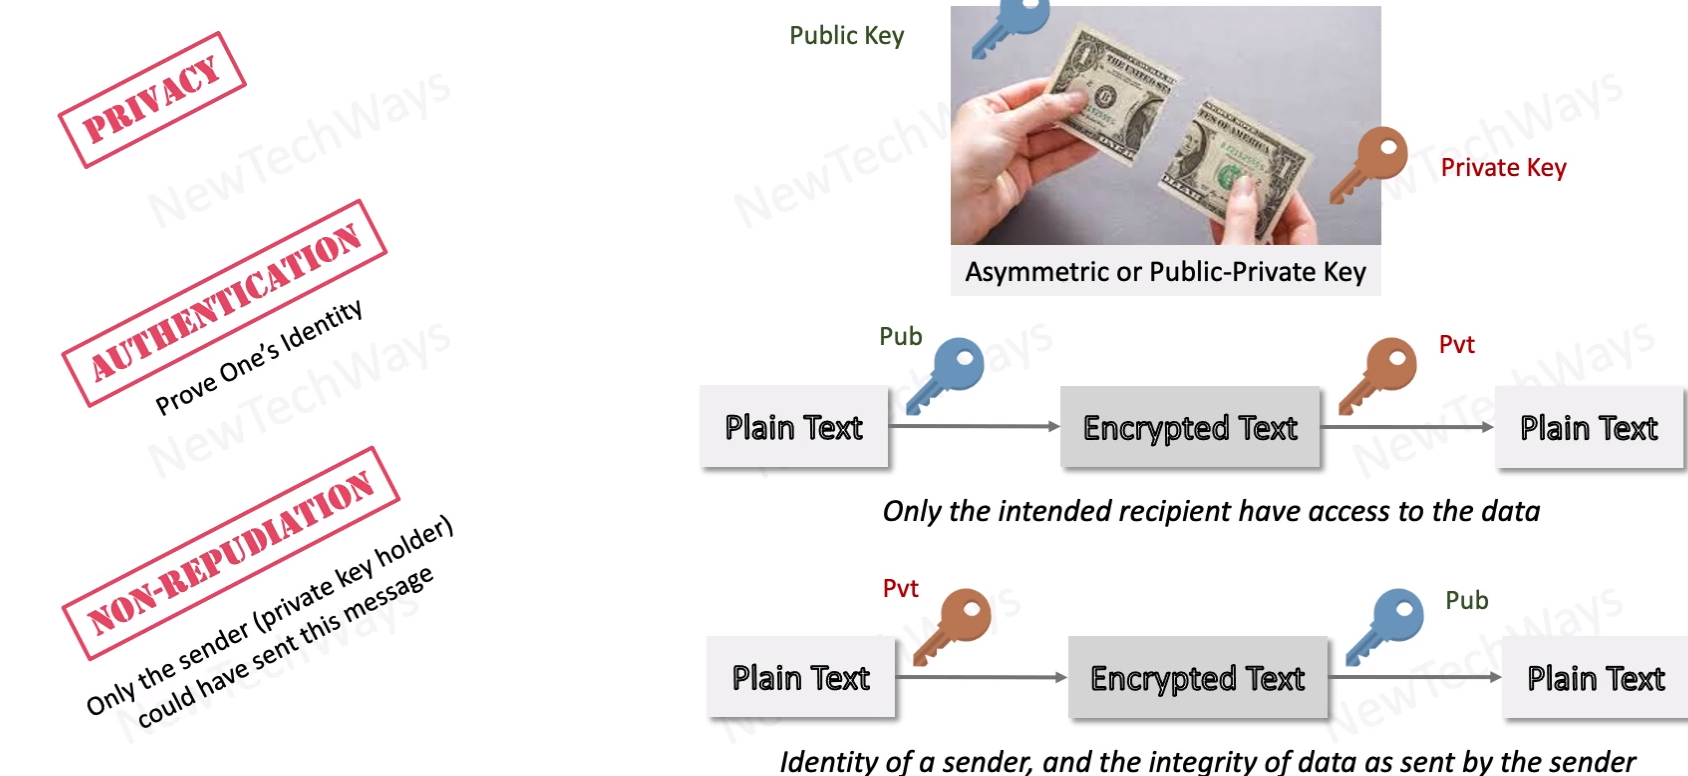 PRIVACY
AUTHENTICATION
Prove One's Identity
NON-REPUDIATION
Only the sender (private key holder)
could have sent this message
Public Key
Private Key
Asymmetric or Public-Private Key
Pub
Pvt
Plain Text
Encrypted Text
Plain Text
Only the intended recipient have access to the data
Pvt
Pub
Plain Text
Encrypted Text
Plain Text
Identity of a sender, and the integrity of data as sent by the sender
NewTechWays
NewTechWays
NewTechWays